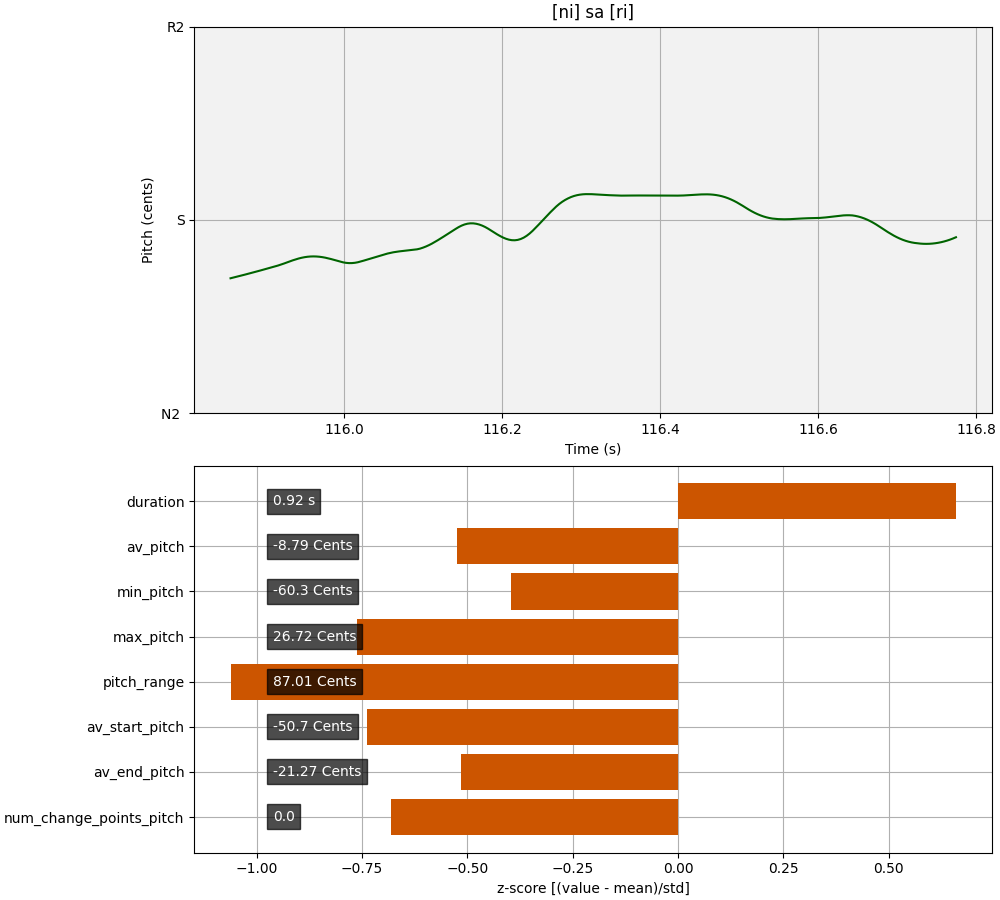 [ni] sa [ri]
R2
S
N2
Pitch (cents)
116.0 116.2 116.4 116.6 116.8
Time (s)
duration 0.92 s
av_pitch -8.79 Cents
min_pitch -60.3 Cents
max_pitch 26.72 Cents
pitch_range 87.01 Cents
av_start_pitch -50.7 Cents
av_end_pitch -21.27 Cents
num_change_points_pitch 0.0
−1.00 −0.75 −0.50 −0.25 0.00 0.25 0.50
z-score [(value - mean)/std]